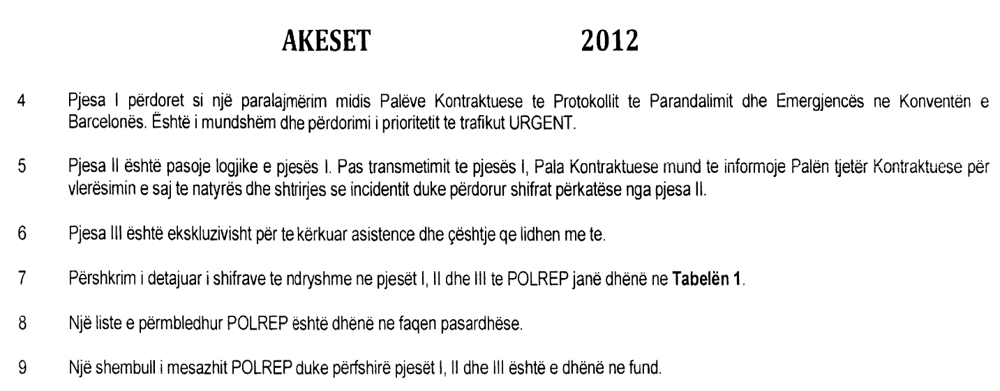 AKESET 2012
4 Pjesa I përdoret si një paralajmërim midis Palëve Kontraktuese te Protokollit te Parandalimit dhe Emergjencës ne Konventën e
Barcelonës. Është i mundshëm dhe përdorimi i prioritetit te trafikut URGENT.
5 Pjesa II është pasoje logjike e pjesës I. Pas transmetimit te pjesës I, Pala Kontraktuese mund te informoje Palën tjetër Kontraktuese për
vlerësimin e saj te natyrës dhe shtrirjes se incidentit duke përdorur shifrat përkatëse nga pjesa II.
6 Pjesa III është ekskluzivisht për te kërkuar asistence dhe çështje qe lidhen me te.
7 Përshkrim i detajuar i shifrave te ndryshme ne pjesët I, II dhe III te POLREP janë dhënë ne Tabelën 1.
8 Një liste e përmbledhur POLREP është dhënë ne faqen pasardhëse.
9 Një shembull i mesazhit POLREP duke përfshirë pjesët I, II dhe III është e dhënë ne fund.